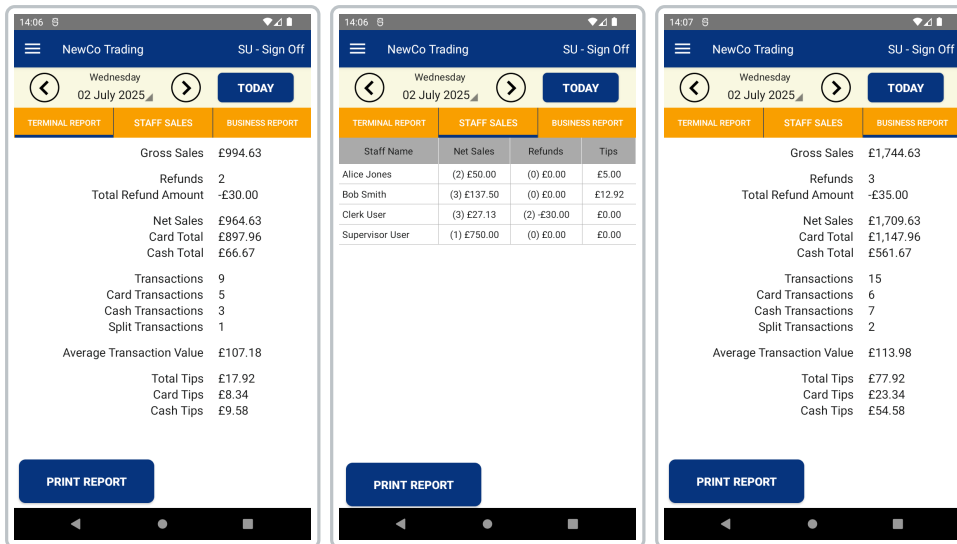 14:06
NewCo Trading SU - Sign Off
Wednesday
02 July 2025
TODAY
TERMINAL REPORT STAFF SALES BUSINESS REPORT
Gross Sales £994.63
Refunds 2
Total Refund Amount -£30.00
Net Sales £964.63
Card Total £897.96
Cash Total £66.67
Transactions 9
Card Transactions 5
Cash Transactions 3
Split Transactions 1
Average Transaction Value £107.18
Total Tips £17.92
Card Tips £8.34
Cash Tips £9.58
PRINT REPORT
14:06
NewCo Trading SU - Sign Off
Wednesday
02 July 2025
TODAY
TERMINAL REPORT STAFF SALES BUSINESS REPORT
Staff Name Net Sales Refunds Tips
Alice Jones (2) £50.00 (0) £0.00 £5.00
Bob Smith (3) £137.50 (0) £0.00 £12.92
Clerk User (3) £27.13 (2) -£30.00 £0.00
Supervisor User (1) £750.00 (0) £0.00 £0.00
PRINT REPORT
14:07
NewCo Trading SU - Sign Off
Wednesday
02 July 2025
TODAY
TERMINAL REPORT STAFF SALES BUSINESS REPORT
Gross Sales £1,744.63
Refunds 3
Total Refund Amount -£35.00
Net Sales £1,709.63
Card Total £1,147.96
Cash Total £561.67
Transactions 15
Card Transactions 6
Cash Transactions 7
Split Transactions 2
Average Transaction Value £113.98
Total Tips £77.92
Card Tips £23.34
Cash Tips £54.58
PRINT REPORT